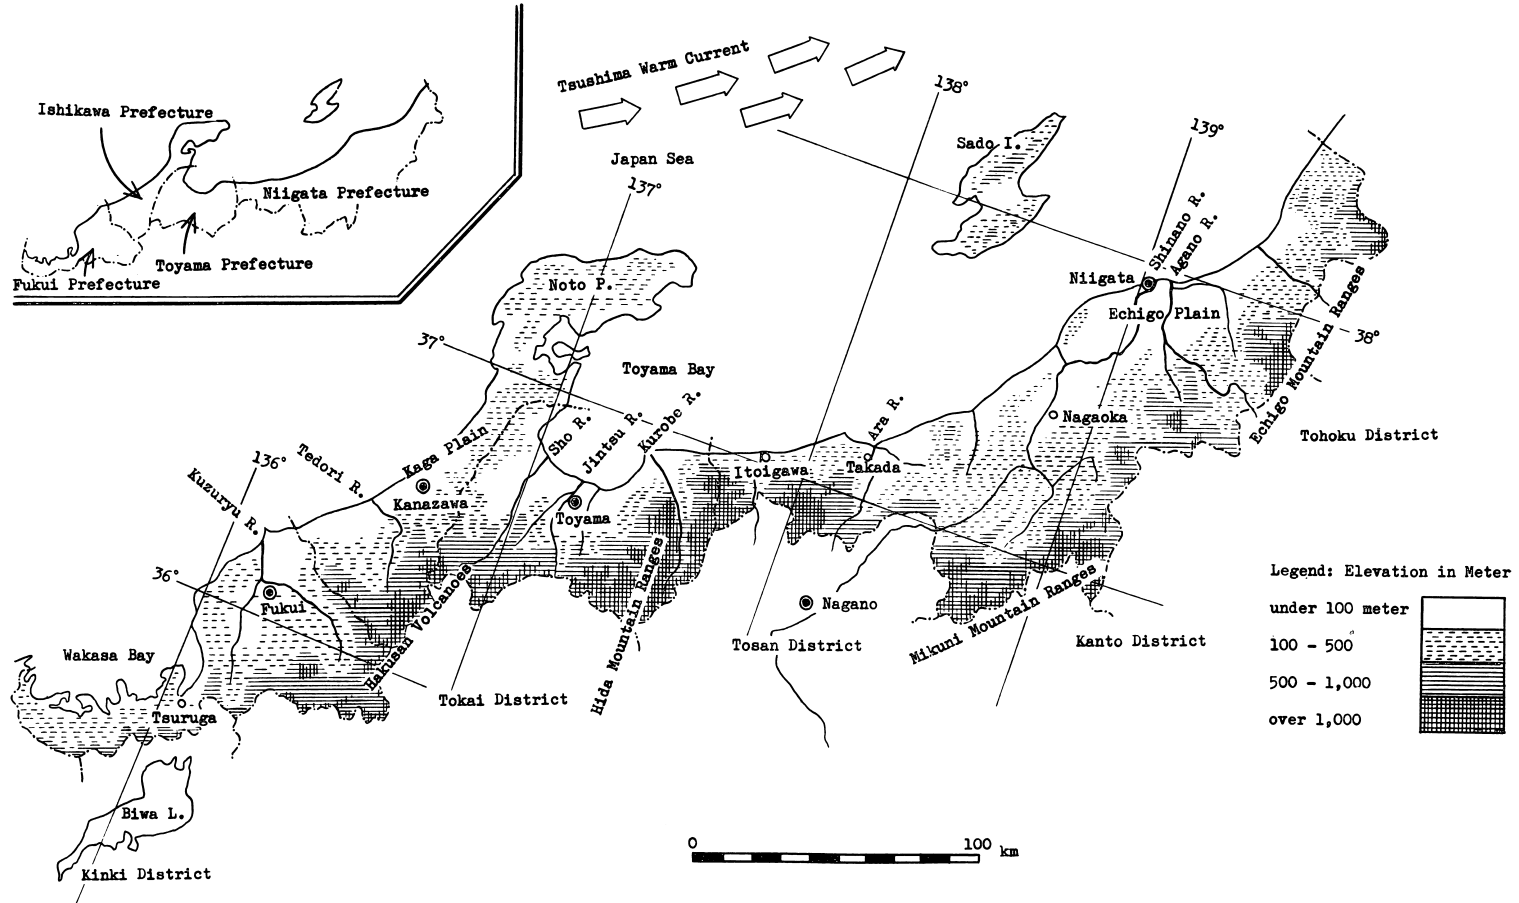 Ishikawa Prefecture
Niigata Prefecture
Toyama Prefecture
Fukui Prefecture
Tsushima Warm Current
Japan Sea
138°
139°
137°
Sado I.
Shinano R.
Agano R.
Niigata
Echigo Plain
Noto P.
37°
38°
Echigo Mountain Ranges
Toyama Bay
Kurobe R.
Jintsu R.
Sho R.
Ara R.
Nagaoka
Tohoku District
Kaga Plain
Tedori R.
136°
Kuzuryu R.
Kanazawa
Itoigawa
Takada
Toyama
36°
Fukui
Hakusan Volcanoes
Hida Mountain Ranges
Nagano
Mikuni Mountain Ranges
Tosan District
Kanto District
Wakasa Bay
Tsuruga
Tokai District
Biwa L.
Kinki District
Legend: Elevation in Meter
under 100 meter
100 - 500
500 - 1,000
over 1,000
0 100 km